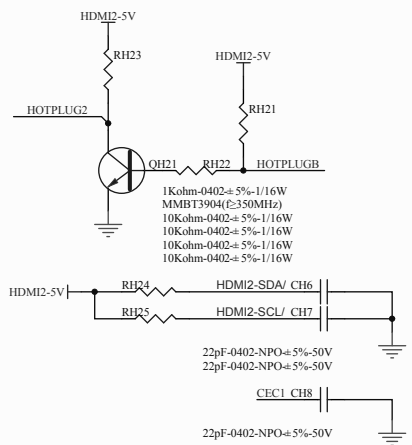 HDMI2-5V
RH23
HDMI2-5V
HOTPLUG2
RH21
QH21 RH22 HOTPLUGB
1Kohm-0402-±5%-1/16W
MMBT3904(f≥350MHz)
10Kohm-0402-±5%-1/16W
10Kohm-0402-±5%-1/16W
10Kohm-0402-±5%-1/16W
10Kohm-0402-±5%-1/16W
HDMI2-5V RH24 HDMI2-SDA/ CH6
RH25 HDMI2-SCL/ CH7
22pF-0402-NPO-±5%-50V
22pF-0402-NPO-±5%-50V
CEC1 CH8
22pF-0402-NPO-±5%-50V